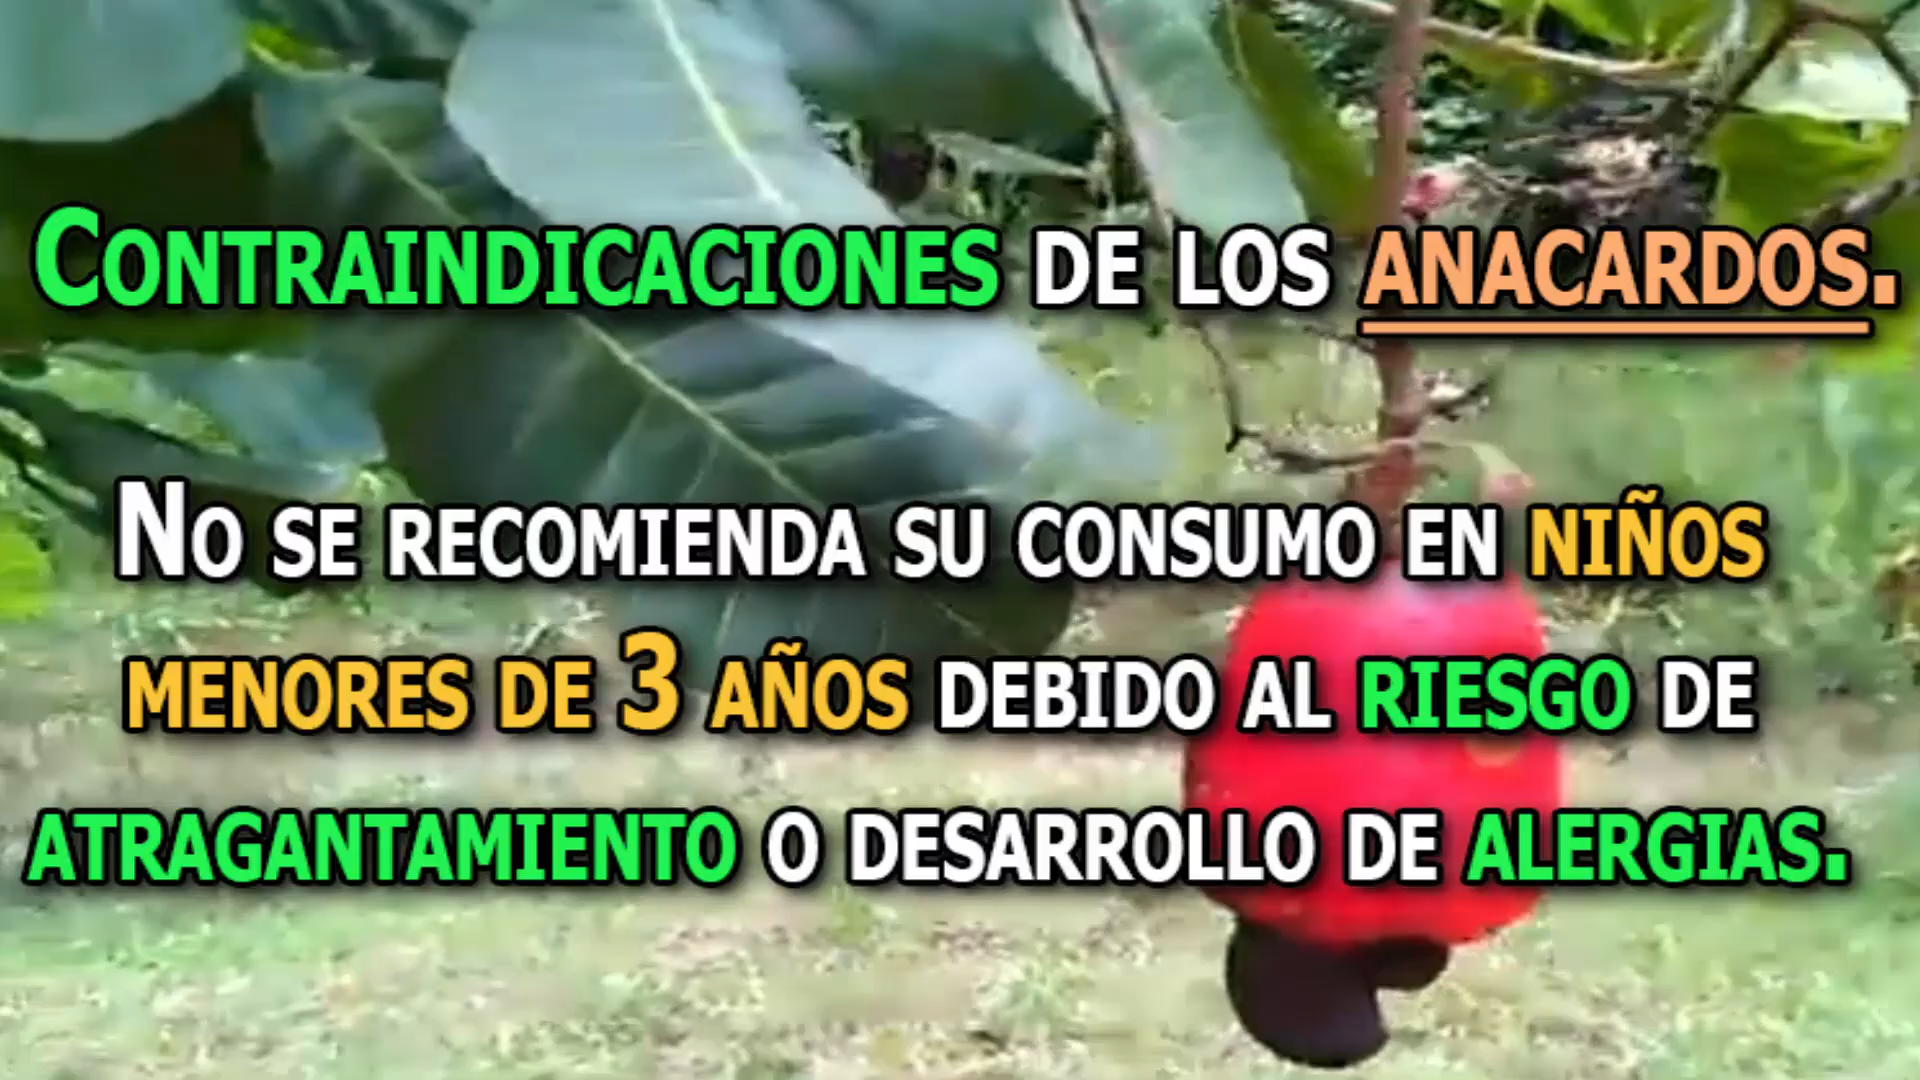 Contraindicaciones de los anacardos.
No se recomienda su consumo en niños
menores de 3 años debido al riesgo de
atragantamiento o desarrollo de alergias.